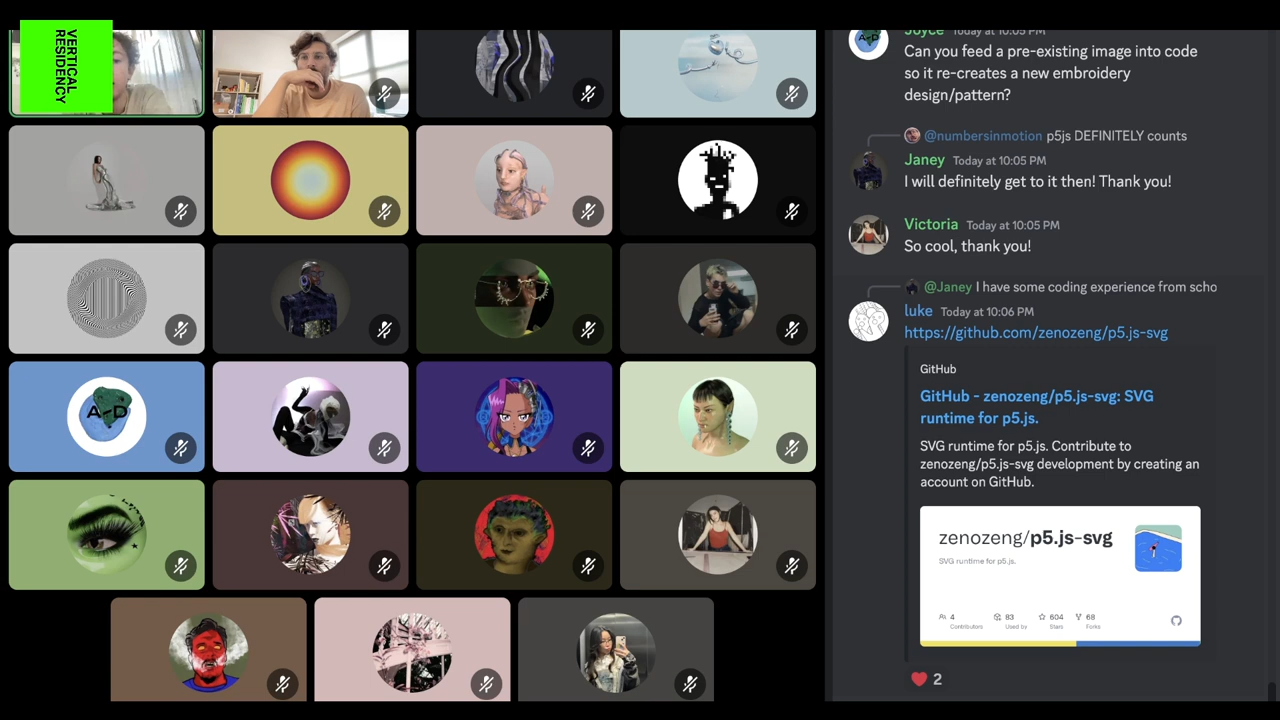 VERTICAL
RESIDENCY
A-D
Joyce Today at 10:05 PM
Can you feed a pre-existing image into code
so it re-creates a new embroidery
design/pattern?
@numbersinmotion p5js DEFINITELY counts
Janey Today at 10:05 PM
I will definitely get to it then! Thank you!
Victoria Today at 10:05 PM
So cool, thank you!
@Janey I have some coding experience from scho
luke Today at 10:06 PM
https://github.com/zenozeng/p5.js-svg
GitHub
GitHub - zenozeng/p5.js-svg: SVG
runtime for p5.js.
SVG runtime for p5.js. Contribute to
zenozeng/p5.js-svg development by creating an
account on GitHub.
zenozeng/p5.js-svg
SVG runtime for p5.js.
4 83 604 68
Contributors Used by Stars Forks
2